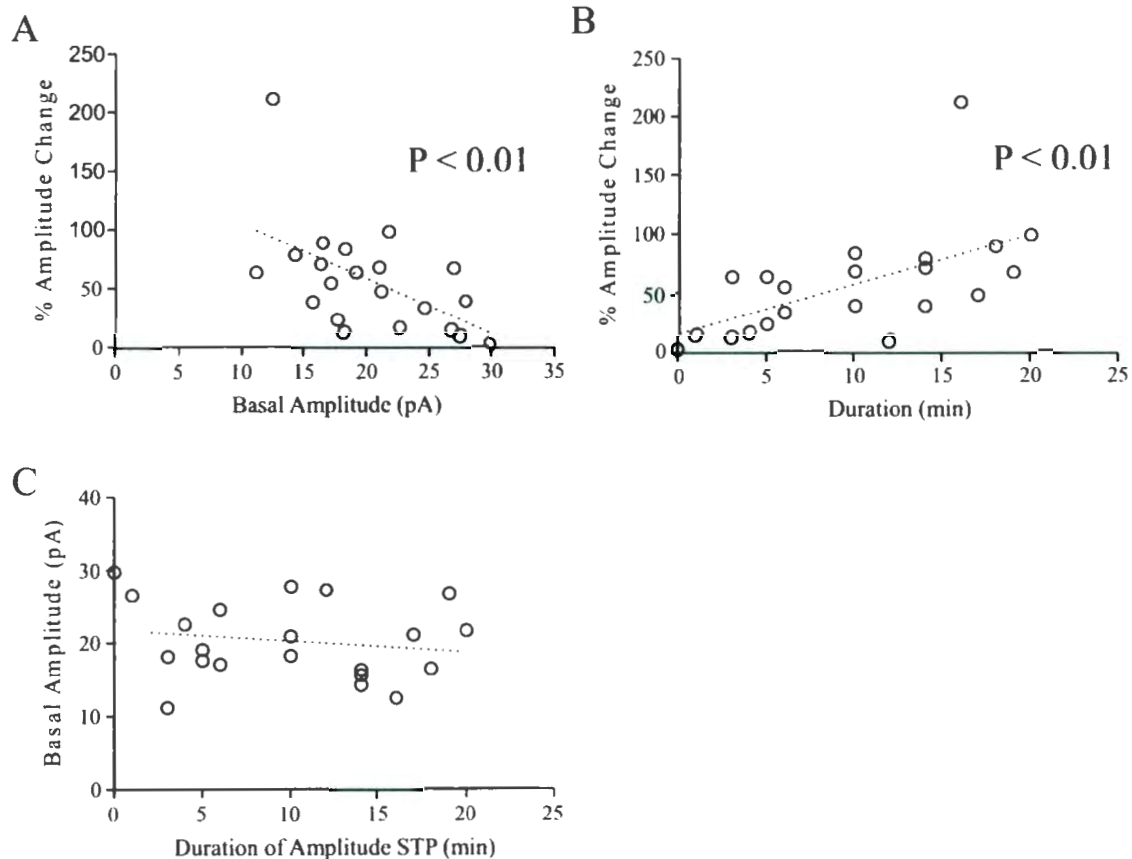 A
250
200
150
100
50
0
% Amplitude Change
P < 0.01
0 5 10 15 20 25 30 35
Basal Amplitude (pA)
B
250
200
150
100
50
0
% Amplitude Change
P < 0.01
0 5 10 15 20 25
Duration (min)
C
40
30
20
10
0
Basal Amplitude (pA)
0 5 10 15 20 25
Duration of Amplitude STP (min)